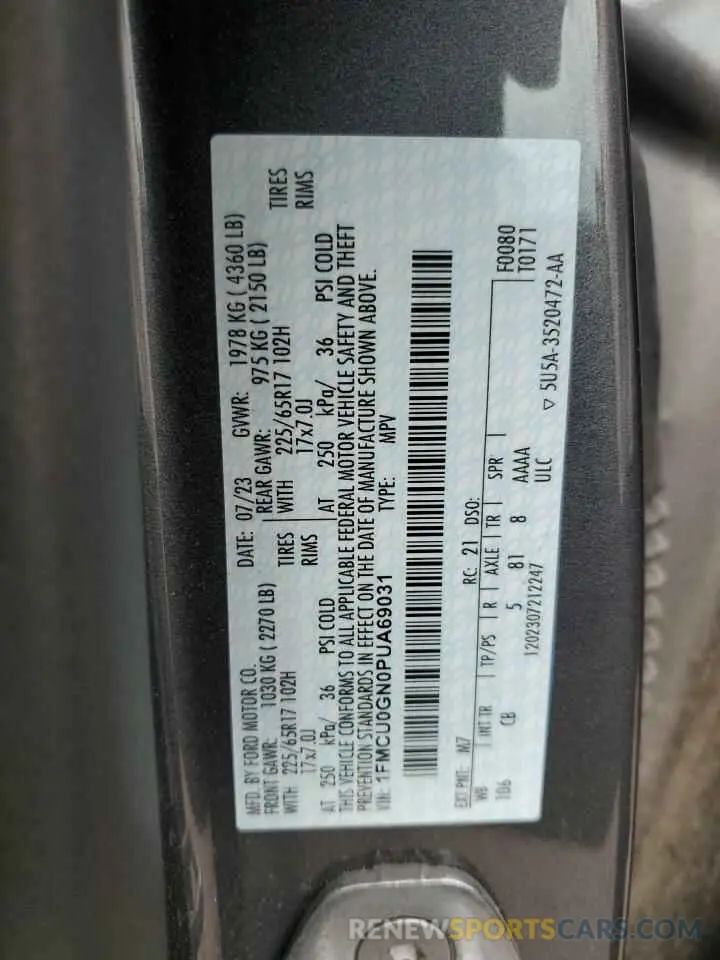 MFD. BY FORD MOTOR CO.
DATE: 07/23 GVWR: 1978 KG ( 4360 LB)
FRONT GAWR: 1030 KG ( 2270 LB) REAR GAWR: 975 KG ( 2150 LB)
WITH 225/65R17 102H TIRES WITH 225/65R17 102H TIRES
17x7.0J RIMS 17x7.0J RIMS
AT 250 kPa/ 36 PSI COLD AT 250 kPa/ 36 PSI COLD
THIS VEHICLE CONFORMS TO ALL APPLICABLE FEDERAL MOTOR VEHICLE SAFETY AND THEFT
PREVENTION STANDARDS IN EFFECT ON THE DATE OF MANUFACTURE SHOWN ABOVE.
VIN: 1FMCU0GN0PUA69031 TYPE: MPV
EXT PNT: M7 RC: 21 DSO: F0080
WB INT TR TP/PS R AXLE TR SPR T0171
106 CB 5 81 8 AAAA
1202307212247 ULC
▽ 5U5A-3520472-AA
RENEWSPORTSCARS.COM